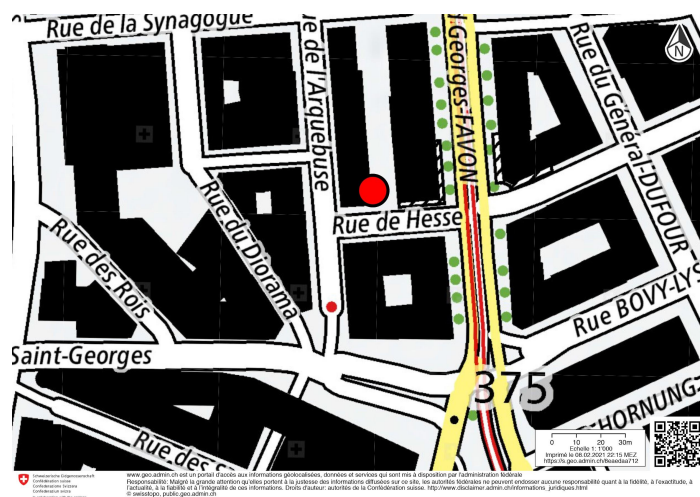 Rue de la Synagogue
e de l'Arquebuse
Georges-FAVON
Rue du Général-DUFOUR
Rue de Hesse
Rue du Diorama
Rue des Rois
Rue BOVY-LY
Saint-Georges
375
HORNUNG
Rue des
N
0 10 20 30m
Echelle 1: 1'000
Imprimé le 08.02.2021 22:15 MEZ
https://s.geo.admin.ch/8eaxdaa712
Schweizerische Eidgenossenschaft
Confédération suisse
Confederazione Svizzera
Confederaziun svizra
www.geo.admin.ch est un portail d'accès aux informations géolocalisées, données et services qui sont mis à disposition par l'administration fédérale
Responsabilité: Malgré la grande attention qu'elles portent à la justesse des informations diffusées sur ce site, les autorités fédérales ne peuvent endosser aucune responsabilité quant à la fidélité, à l'exactitude, à
l'actualité, à la fiabilité et à l'intégralité de ces informations. Droits d'auteur: autorités de la Confédération suisse. http://www.disclaimer.admin.ch/informations_juridiques.html
© swisstopo, public.geo.admin.ch